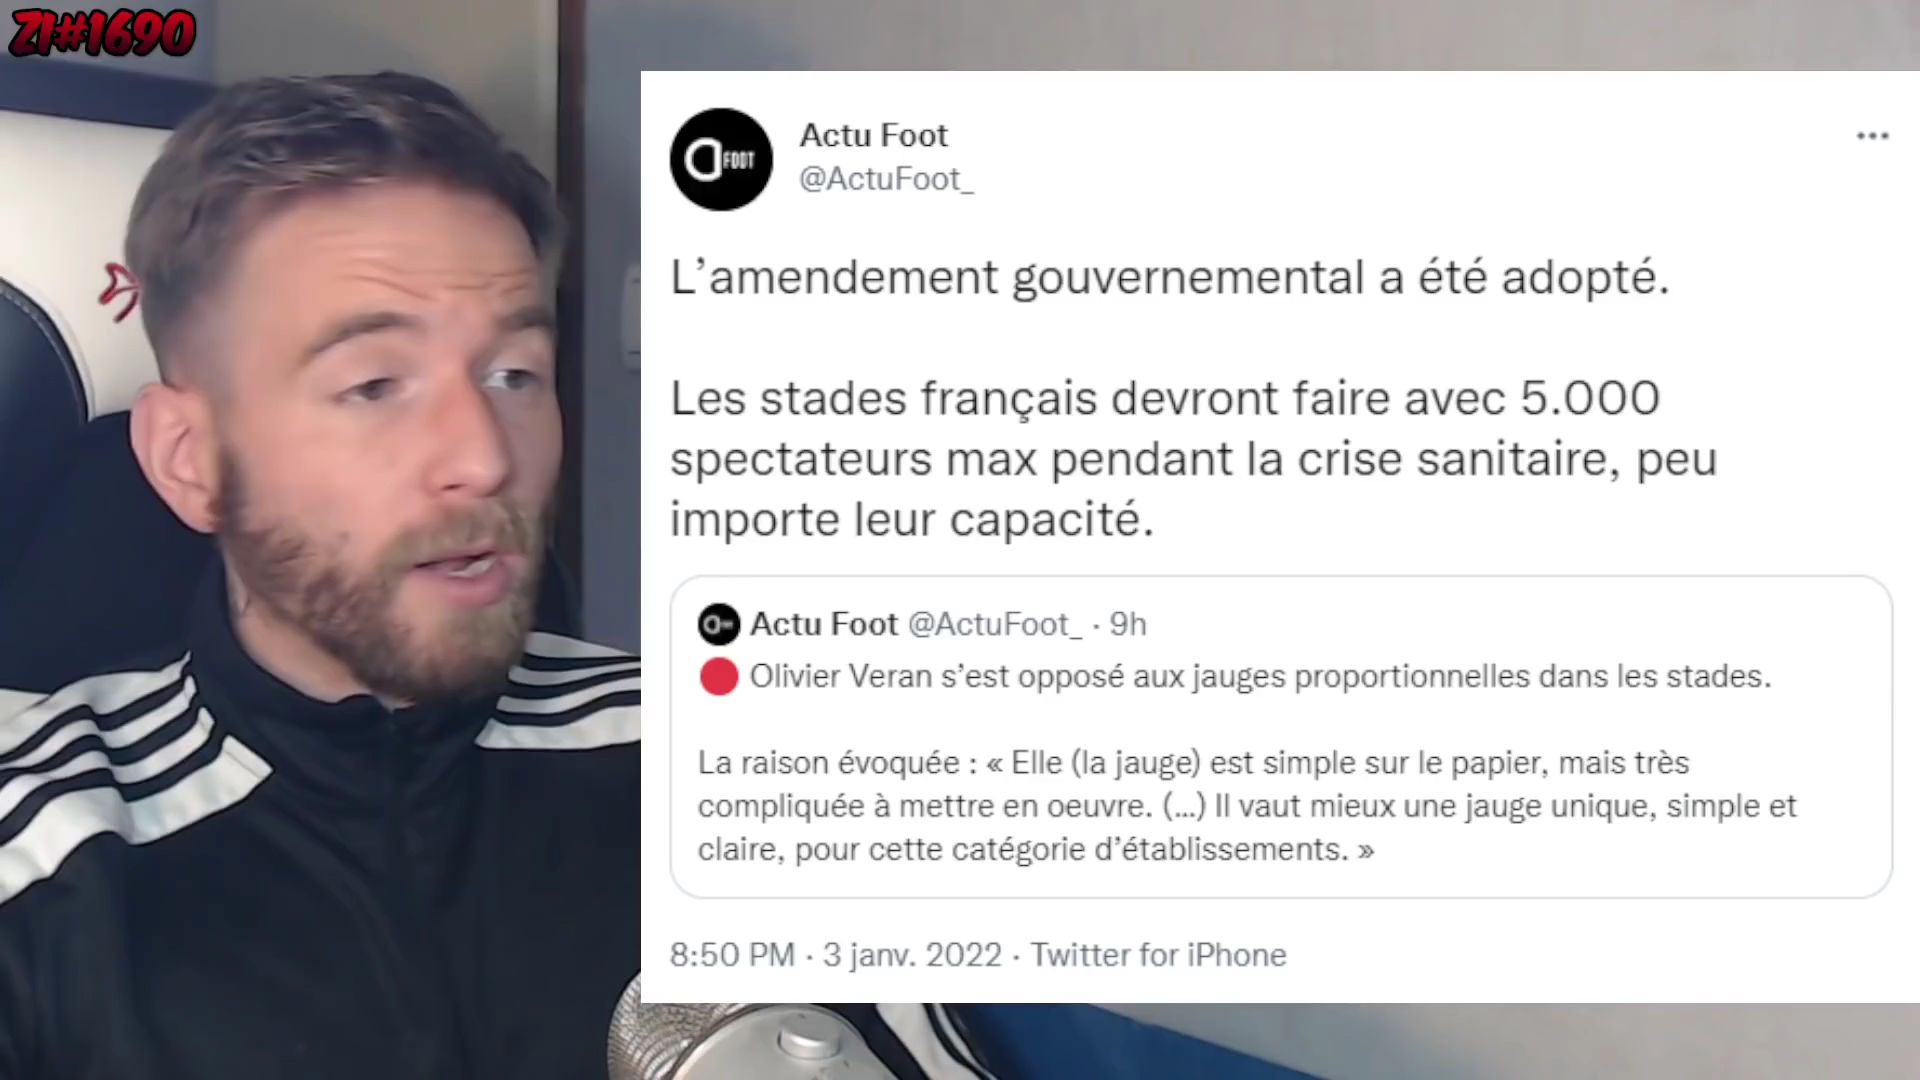 ZI#1690
FOOT
Actu Foot
@ActuFoot_
L’amendement gouvernemental a été adopté.
Les stades français devront faire avec 5.000
spectateurs max pendant la crise sanitaire, peu
importe leur capacité.
Actu Foot @ActuFoot_ · 9h
Olivier Veran s’est opposé aux jauges proportionnelles dans les stades.
La raison évoquée : « Elle (la jauge) est simple sur le papier, mais très
compliquée à mettre en oeuvre. (...) Il vaut mieux une jauge unique, simple et
claire, pour cette catégorie d’établissements. »
8:50 PM · 3 janv. 2022 · Twitter for iPhone